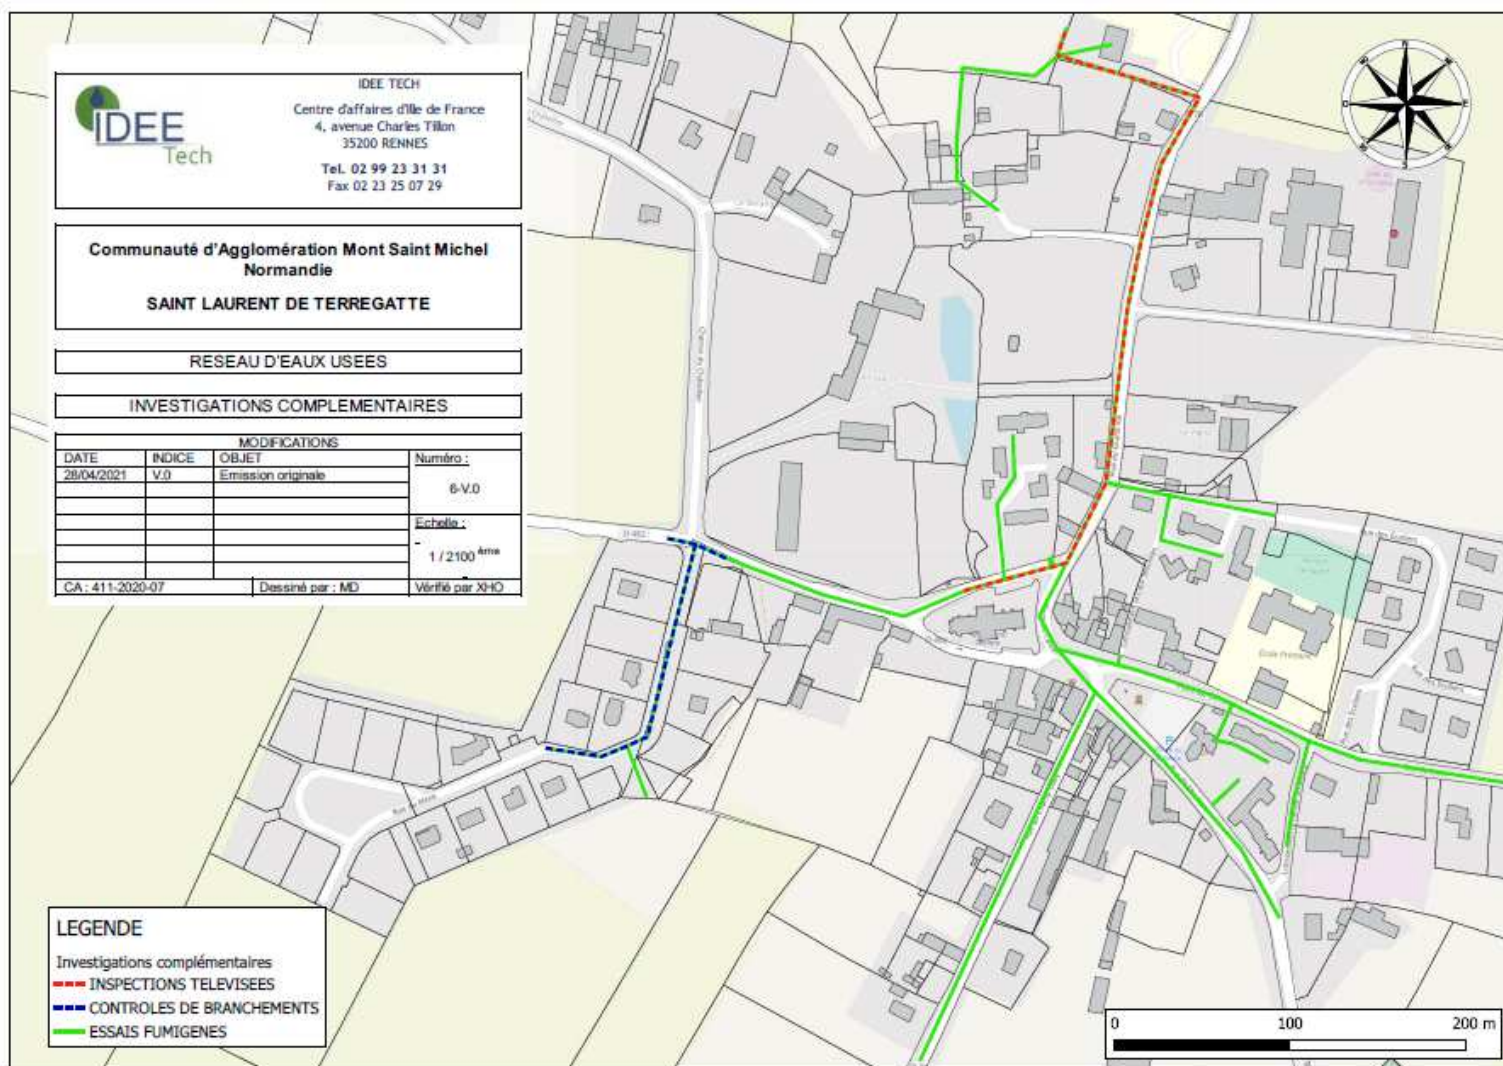 IDEE
Tech
IDEE TECH
Centre d'affaires d'Ile de France
4, avenue Charles Tillon
35200 RENNES
Tel. 02 99 23 31 31
Fax 02 23 25 07 29
Communauté d'Agglomération Mont Saint Michel
Normandie
SAINT LAURENT DE TERREGATTE
RESEAU D'EAUX USEES
INVESTIGATIONS COMPLEMENTAIRES
MODIFICATIONS
DATE INDICE OBJET Numéro :
28/04/2021 V.0 Emission originale
6-V.0
Echelle :
1 / 2100 ème
CA : 411-2020-07 Dessiné par : MD Vérifié par XHO
Ecole Primaire
LEGENDE
Investigations complémentaires
INSPECTIONS TELEVISEES
CONTROLES DE BRANCHEMENTS
ESSAIS FUMIGENES
0 100 200 m